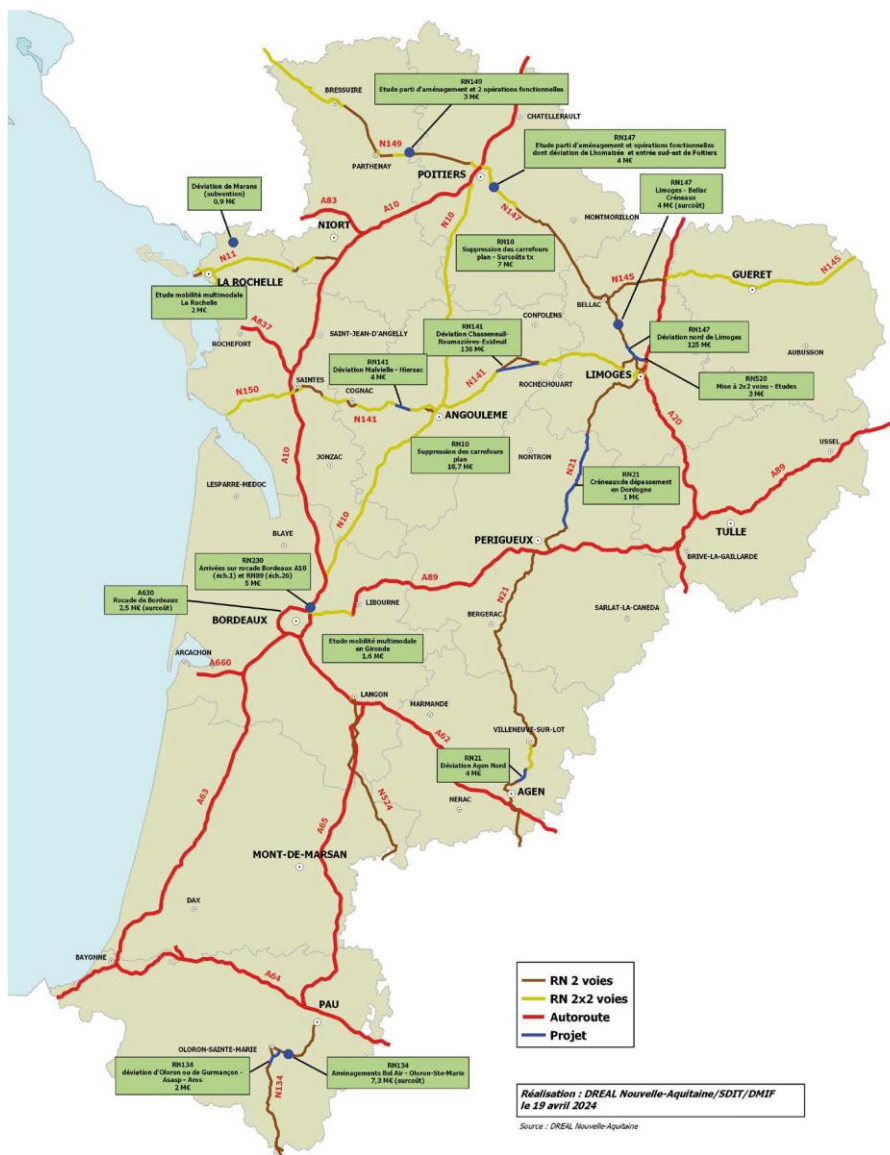 BRESSUIRE
RN149
Etude parti d'aménagement et 2 opérations fonctionnelles
3 M€
CHATELLERAULT
N149
PARTHENAY
RN147
Etude parti d'aménagement et opérations fonctionnelles
dont déviation de Lhomaizée et entrée sud-est de Poitiers
4 M€
POITIERS
Déviation de Marans
(subvention)
0,9 M€
RN147
Limoges - Bellac
Créneaux
4 M€ (surcoût)
A83
A10
N10
N147
MONTMORILLON
NIORT
N11
RN10
Suppression des carrefours
plan - Surcoûts tx
7 M€
LA ROCHELLE
N145
GUERET
N145
Etude mobilité multimodale
La Rochelle
2 M€
BELLAC
A837
ROCHEFORT
SAINT-JEAN-D'ANGELLY
CONFOLENS
RN141
Déviation Chasseneuil-
Roumazières-Exideuil
136 M€
RN147
Déviation nord de Limoges
125 M€
AUBUSSON
RN141
Déviation Malvielle - Hiersac
4 M€
N141
ROCHECHOUART
LIMOGES
RN520
Mise à 2x2 voies - Etudes
3 M€
N150
SAINTES
COGNAC
N141
ANGOULEME
A20
RN10
Suppression des carrefours
plan
16,7 M€
A10
JONZAC
NONTRON
N21
USSEL
A89
LESPARRE-MEDOC
RN21
Créneaux de dépassement
en Dordogne
1 M€
N10
BLAYE
PERIGUEUX
TULLE
BRIVE-LA-GAILLARDE
RN230
Arrivées sur rocade Bordeaux A10
(éch.1) et RN89 (éch.26)
5 M€
A89
A630
Rocade de Bordeaux
2,5 M€ (surcoût)
LIBOURNE
N21
BERGERAC
SARLAT-LA-CANEDA
BORDEAUX
Etude mobilité multimodale
en Gironde
1,6 M€
ARCACHON
A660
LANGON
MARMANDE
A62
VILLENEUVE-SUR-LOT
RN21
Déviation Agen Nord
4 M€
AGEN
A63
N524
NERAC
A65
MONT-DE-MARSAN
DAX
BAYONNE
A64
PAU
RN 2 voies
RN 2x2 voies
Autoroute
Projet
OLORON-SAINTE-MARIE
RN134
déviation d'Oloron ou de Gurmançon -
Asasp - Aros
2 M€
RN134
Aménagements Bel Air - Oloron-Ste-Marie
7,3 M€ (surcoût)
N134
Réalisation : DREAL Nouvelle-Aquitaine/SDIT/DMIF
le 19 avril 2024
Source : DREAL Nouvelle-Aquitaine